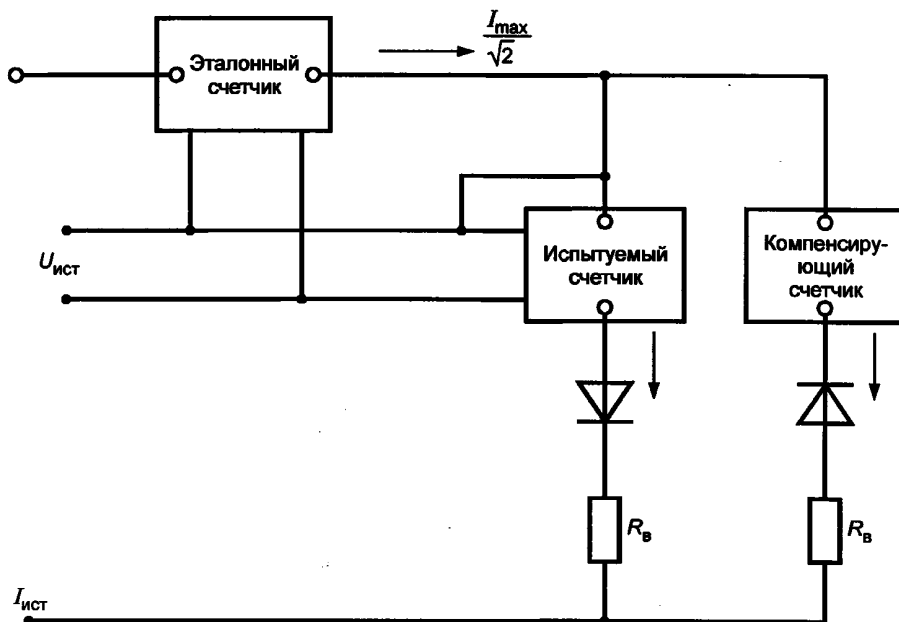 I_max
√2
Эталонный
счетчик
U_ист
Испытуемый
счетчик
Компенсиру-
ющий
счетчик
R_в
R_в
I_ист